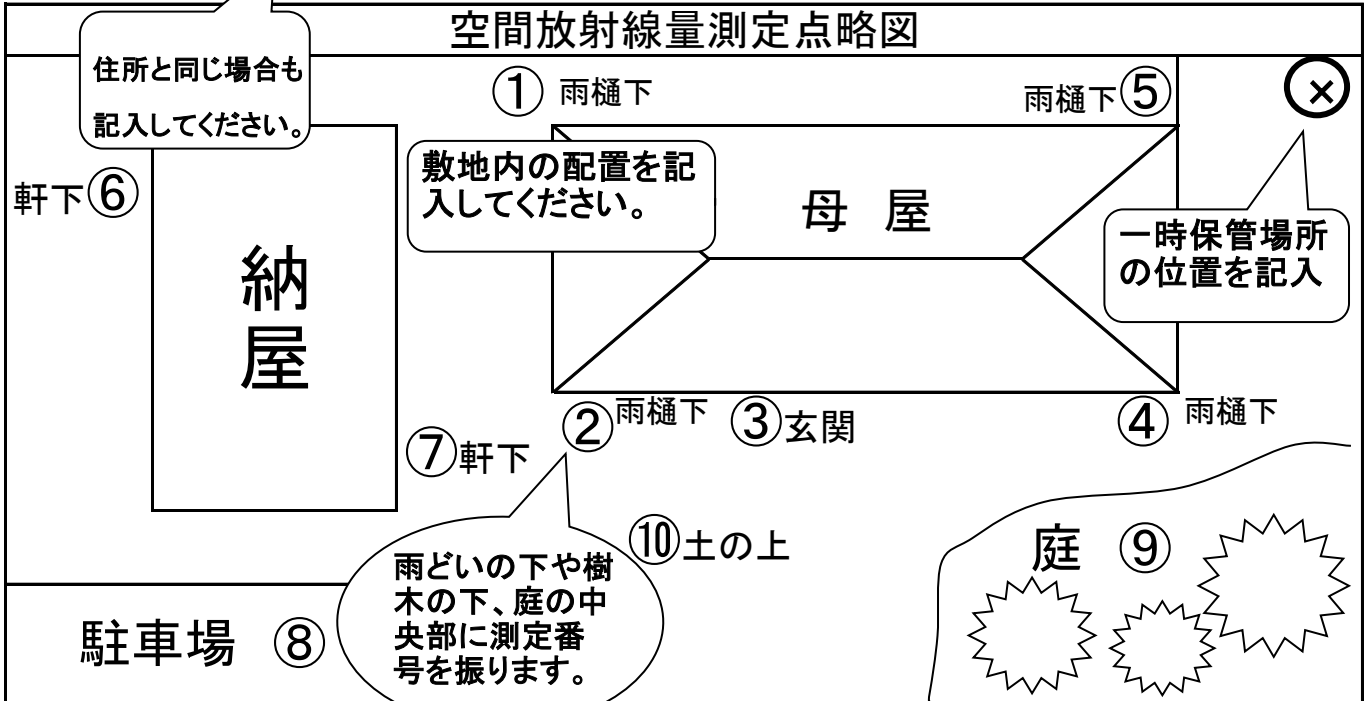 空間放射線量測定点略図
住所と同じ場合も
記入してください。
① 雨樋下
雨樋下⑤
×
敷地内の配置を記
入してください。
母 屋
軒下⑥
納
屋
一時保管場所
の位置を記入
② 雨樋下
③玄関
④ 雨樋下
⑦軒下
⑩土の上
雨どいの下や樹
木の下、庭の中
央部に測定番
号を振ります。
庭 ⑨
駐車場 ⑧